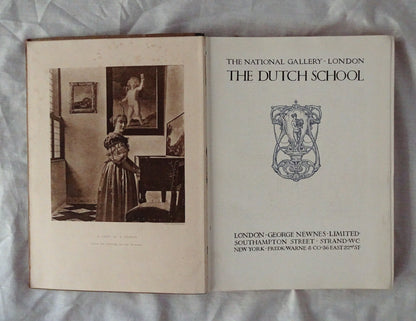 THE NATIONAL GALLERY · LONDON
THE DUTCH SCHOOL
LONDON · GEORGE NEWNES · LIMITED
SOUTHAMPTON STREET · STRAND · W·C
NEW YORK · FREDK. WARNE & CO · 36 EAST 22ND ST